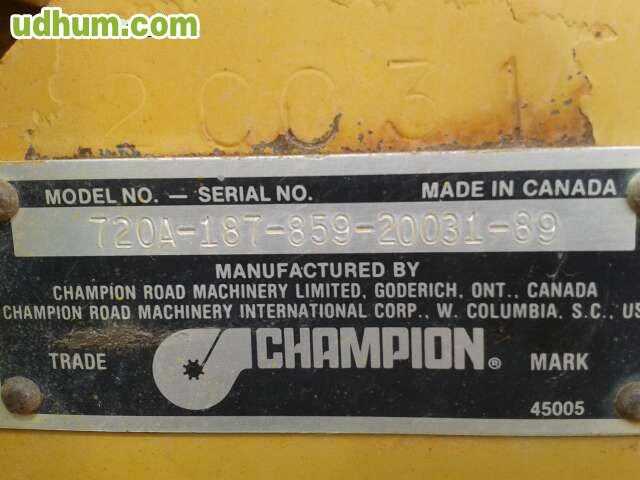 udhum.com
20031
MODEL NO. — SERIAL NO. MADE IN CANADA
720A-187-859-20031-89
MANUFACTURED BY
CHAMPION ROAD MACHINERY LIMITED, GODERICH, ONT., CANADA
CHAMPION ROAD MACHINERY INTERNATIONAL CORP., W. COLUMBIA. S.C., US
TRADE CHAMPION® MARK
45005